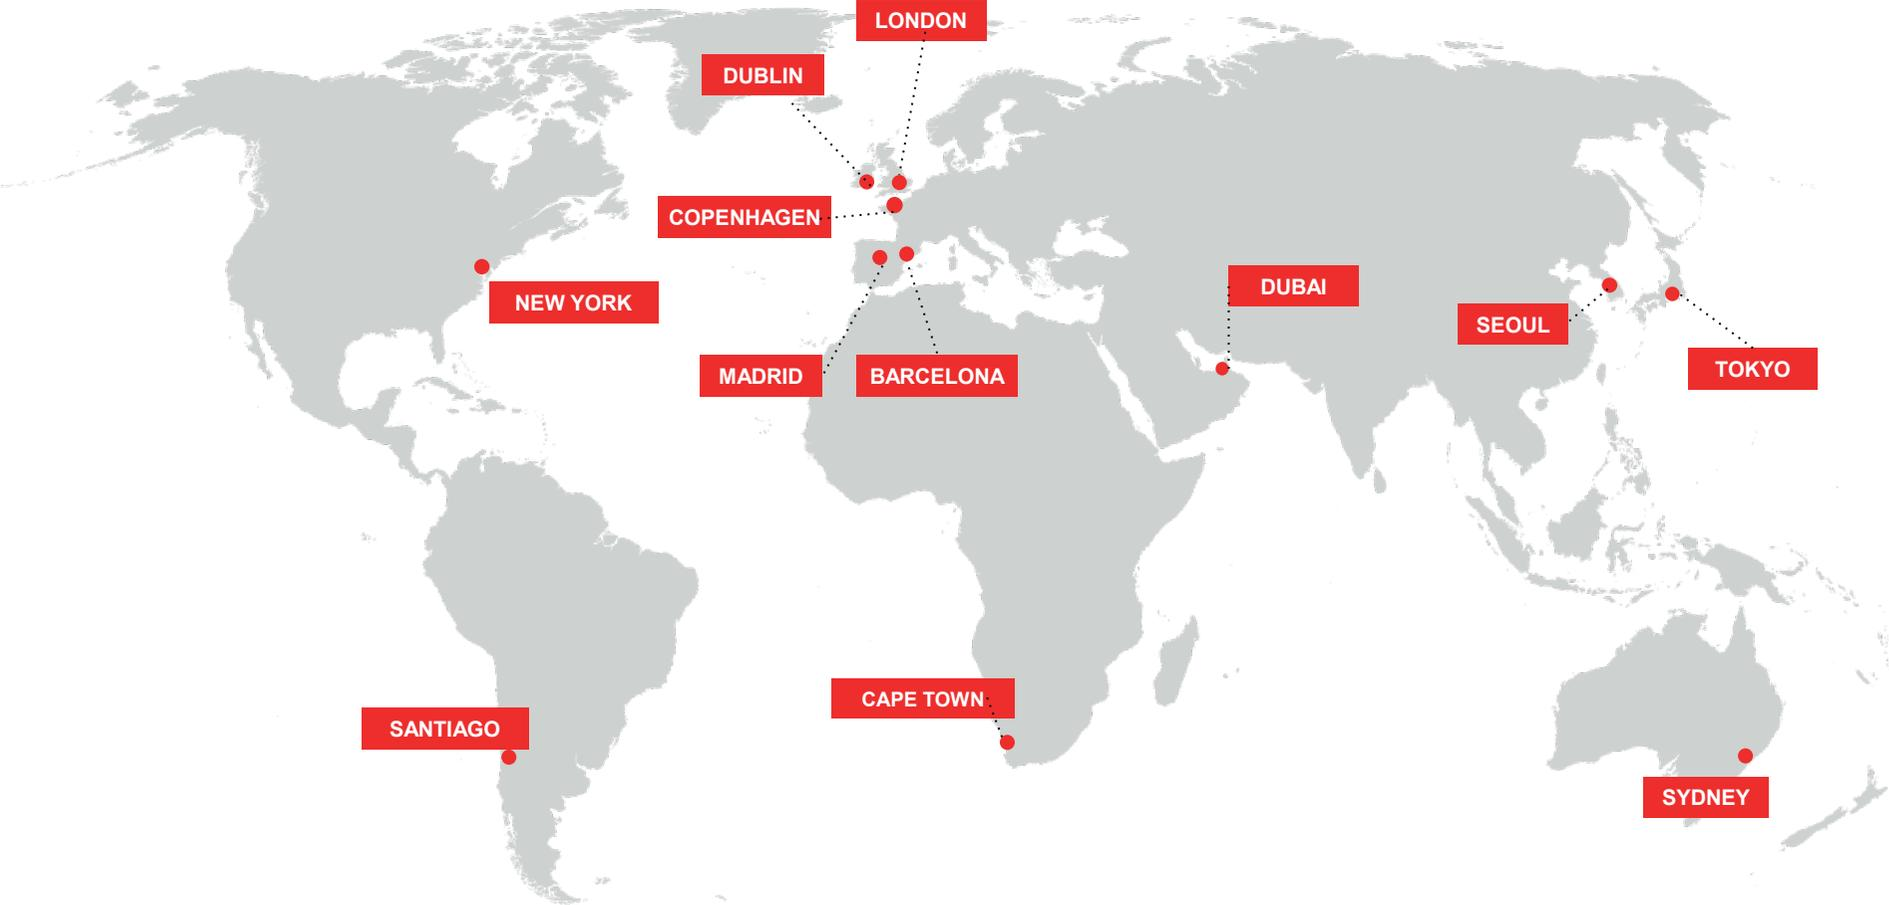 LONDON
DUBLIN
COPENHAGEN
NEW YORK
DUBAI
SEOUL
MADRID
BARCELONA
TOKYO
CAPE TOWN
SANTIAGO
SYDNEY